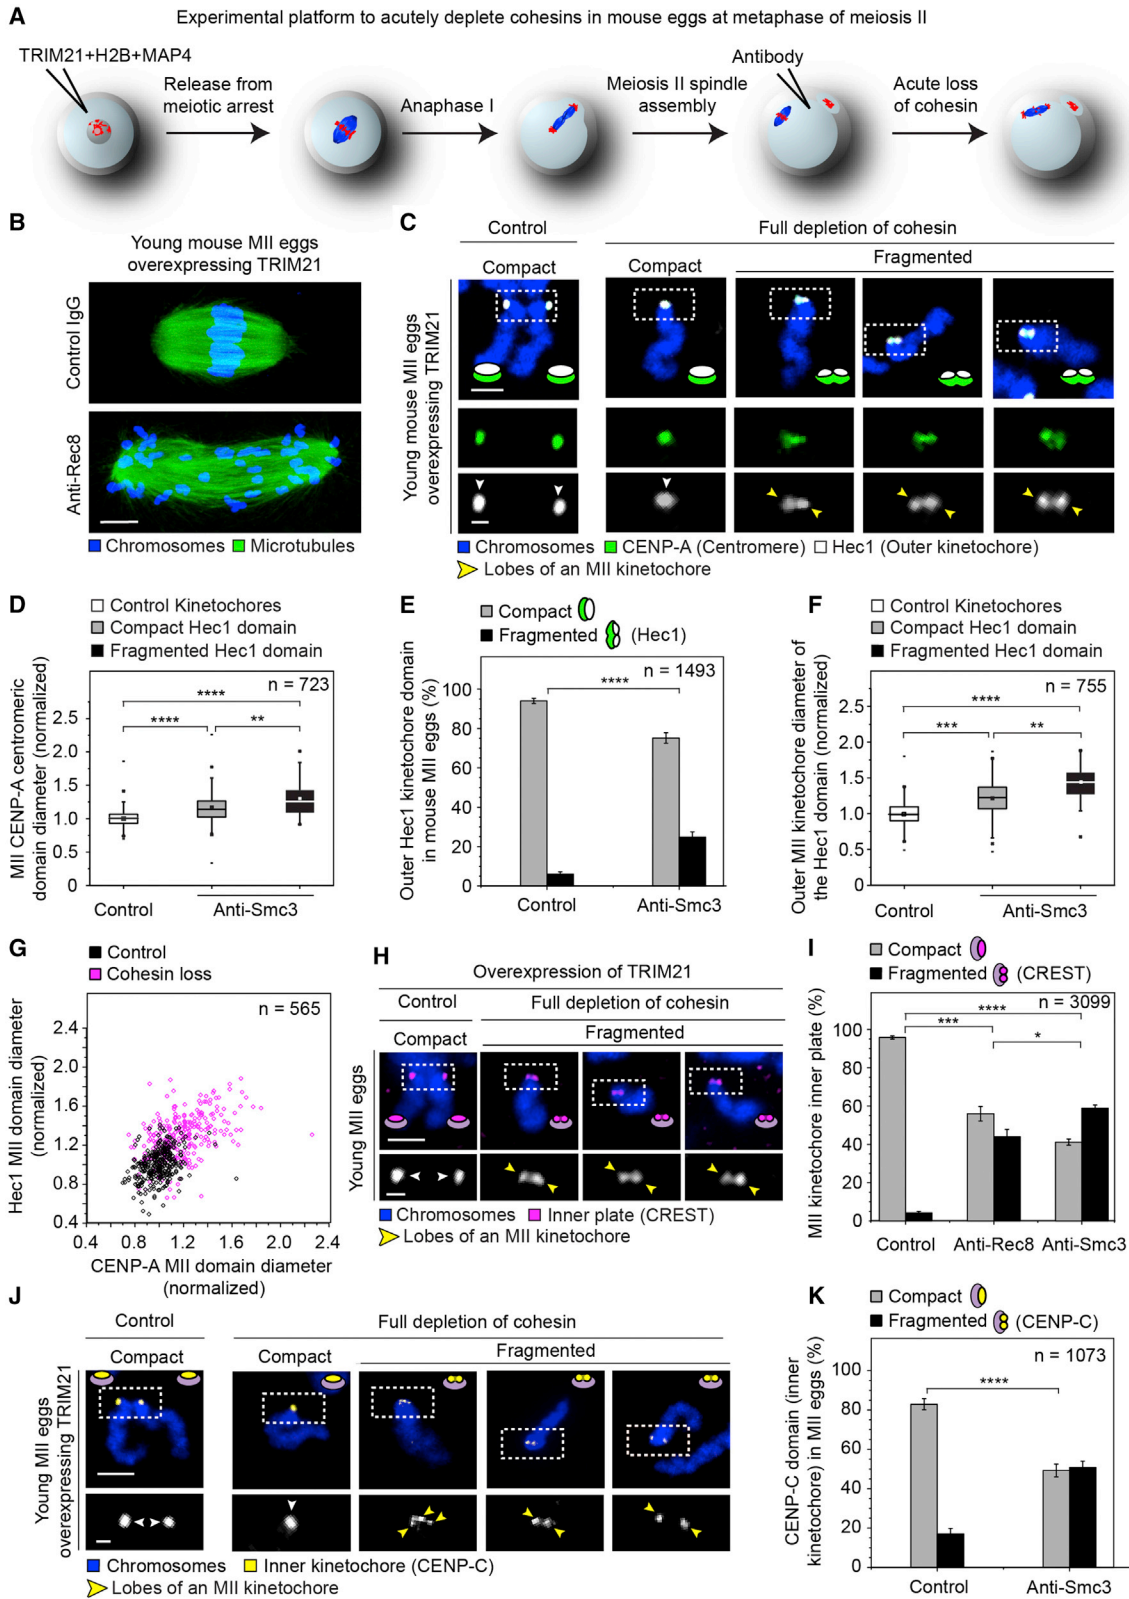 A
Experimental platform to acutely deplete cohesins in mouse eggs at metaphase of meiosis II
TRIM21+H2B+MAP4
Release from
meiotic arrest
Anaphase I
Meiosis II spindle
assembly
Antibody
Acute loss
of cohesin
B
Young mouse MII eggs
overexpressing TRIM21
Control IgG
Anti-Rec8
Chromosomes Microtubules
C
Control
Full depletion of cohesin
Compact
Compact
Fragmented
Young mouse MII eggs
overexpressing TRIM21
Chromosomes CENP-A (Centromere) Hec1 (Outer kinetochore)
Lobes of an MII kinetochore
D
Control Kinetochores
Compact Hec1 domain
Fragmented Hec1 domain
n = 723
****
**** **
MII CENP-A centromeric
domain diameter (normalized)
2.5
2.0
1.5
1.0
0.5
0
Control Anti-Smc3
E
Compact
Fragmented (Hec1)
n = 1493
****
Outer Hec1 kinetochore domain
in mouse MII eggs (%)
100
80
60
40
20
0
Control Anti-Smc3
F
Control Kinetochores
Compact Hec1 domain
Fragmented Hec1 domain
n = 755
****
*** **
Outer MII kinetochore diameter of
the Hec1 domain (normalized)
2.5
2.0
1.5
1.0
0.5
0
Control Anti-Smc3
G
Control
Cohesin loss
n = 565
Hec1 MII domain diameter
(normalized)
2.4
2.0
1.6
1.2
0.8
0.4
0.4 0.8 1.2 1.6 2.0 2.4
CENP-A MII domain diameter
(normalized)
H
Overexpression of TRIM21
Control
Full depletion of cohesin
Compact
Fragmented
Young MII eggs
Chromosomes Inner plate (CREST)
Lobes of an MII kinetochore
I
Compact
Fragmented (CREST)
n = 3099
****
***
*
MII kinetochore inner plate (%)
100
80
60
40
20
0
Control Anti-Rec8 Anti-Smc3
J
Control
Full depletion of cohesin
Compact
Compact
Fragmented
Young MII eggs
overexpressing TRIM21
Chromosomes Inner kinetochore (CENP-C)
Lobes of an MII kinetochore
K
Compact
Fragmented (CENP-C)
n = 1073
****
CENP-C domain (inner
kinetochore) in MII eggs (%)
100
80
60
40
20
0
Control Anti-Smc3